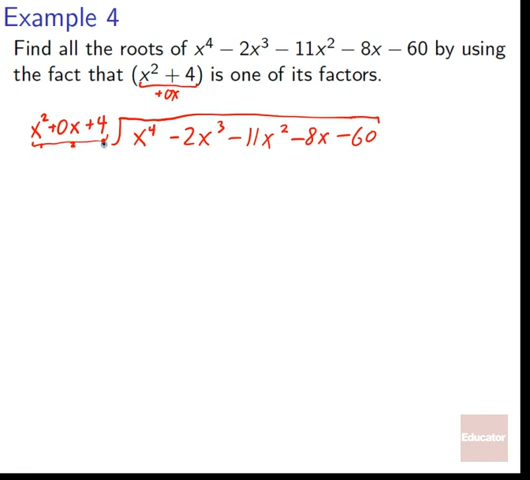 Example 4
Find all the roots of x⁴ − 2x³ − 11x² − 8x − 60 by using
the fact that (x² + 4) is one of its factors.
+0x
x²+0x+4 ⟌ x⁴ −2x³ −11x² −8x −60
Educator